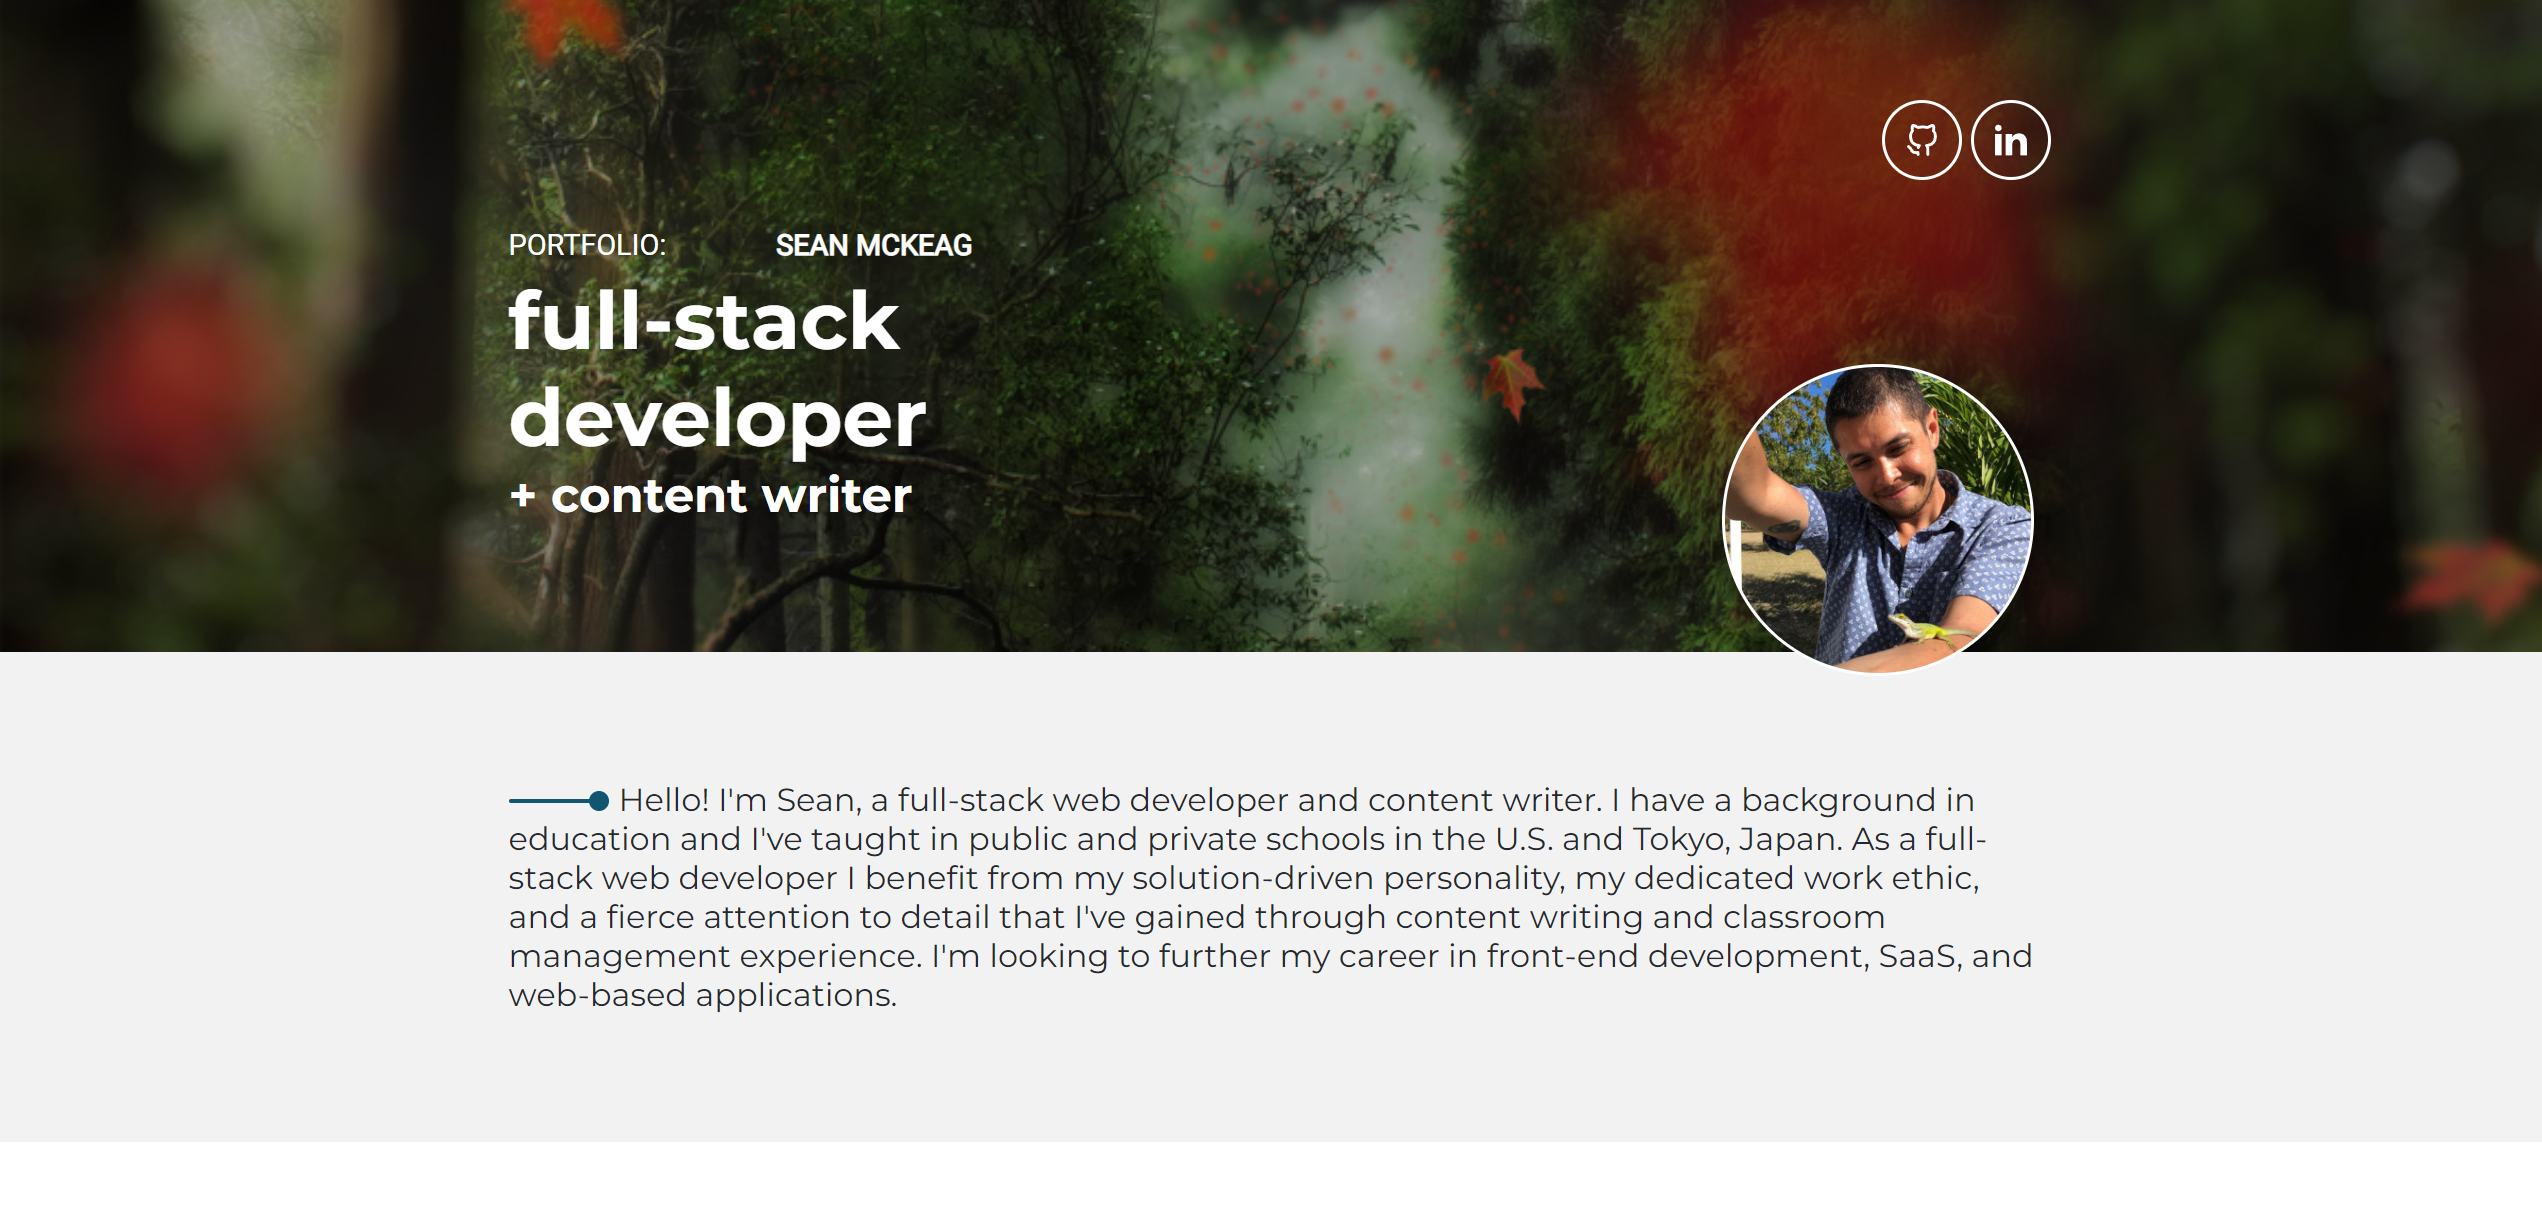 in
PORTFOLIO: SEAN MCKEAG
full-stack
developer
+ content writer
Hello! I'm Sean, a full-stack web developer and content writer. I have a background in
education and I've taught in public and private schools in the U.S. and Tokyo, Japan. As a full-
stack web developer I benefit from my solution-driven personality, my dedicated work ethic,
and a fierce attention to detail that I've gained through content writing and classroom
management experience. I'm looking to further my career in front-end development, SaaS, and
web-based applications.